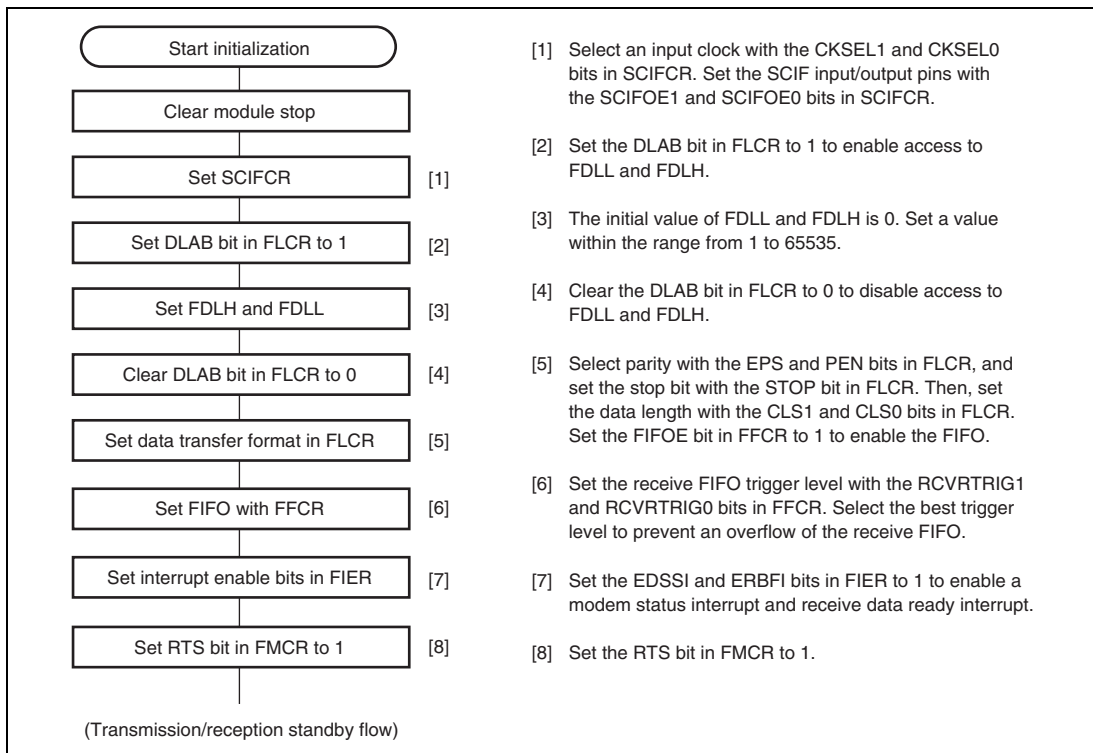 Start initialization
Clear module stop
Set SCIFCR
[1]
Set DLAB bit in FLCR to 1
[2]
Set FDLH and FDLL
[3]
Clear DLAB bit in FLCR to 0
[4]
Set data transfer format in FLCR
[5]
Set FIFO with FFCR
[6]
Set interrupt enable bits in FIER
[7]
Set RTS bit in FMCR to 1
[8]
(Transmission/reception standby flow)
[1] Select an input clock with the CKSEL1 and CKSEL0
bits in SCIFCR. Set the SCIF input/output pins with
the SCIFOE1 and SCIFOE0 bits in SCIFCR.
[2] Set the DLAB bit in FLCR to 1 to enable access to
FDLL and FDLH.
[3] The initial value of FDLL and FDLH is 0. Set a value
within the range from 1 to 65535.
[4] Clear the DLAB bit in FLCR to 0 to disable access to
FDLL and FDLH.
[5] Select parity with the EPS and PEN bits in FLCR, and
set the stop bit with the STOP bit in FLCR. Then, set
the data length with the CLS1 and CLS0 bits in FLCR.
Set the FIFOE bit in FFCR to 1 to enable the FIFO.
[6] Set the receive FIFO trigger level with the RCVRTRIG1
and RCVRTRIG0 bits in FFCR. Select the best trigger
level to prevent an overflow of the receive FIFO.
[7] Set the EDSSI and ERBFI bits in FIER to 1 to enable a
modem status interrupt and receive data ready interrupt.
[8] Set the RTS bit in FMCR to 1.